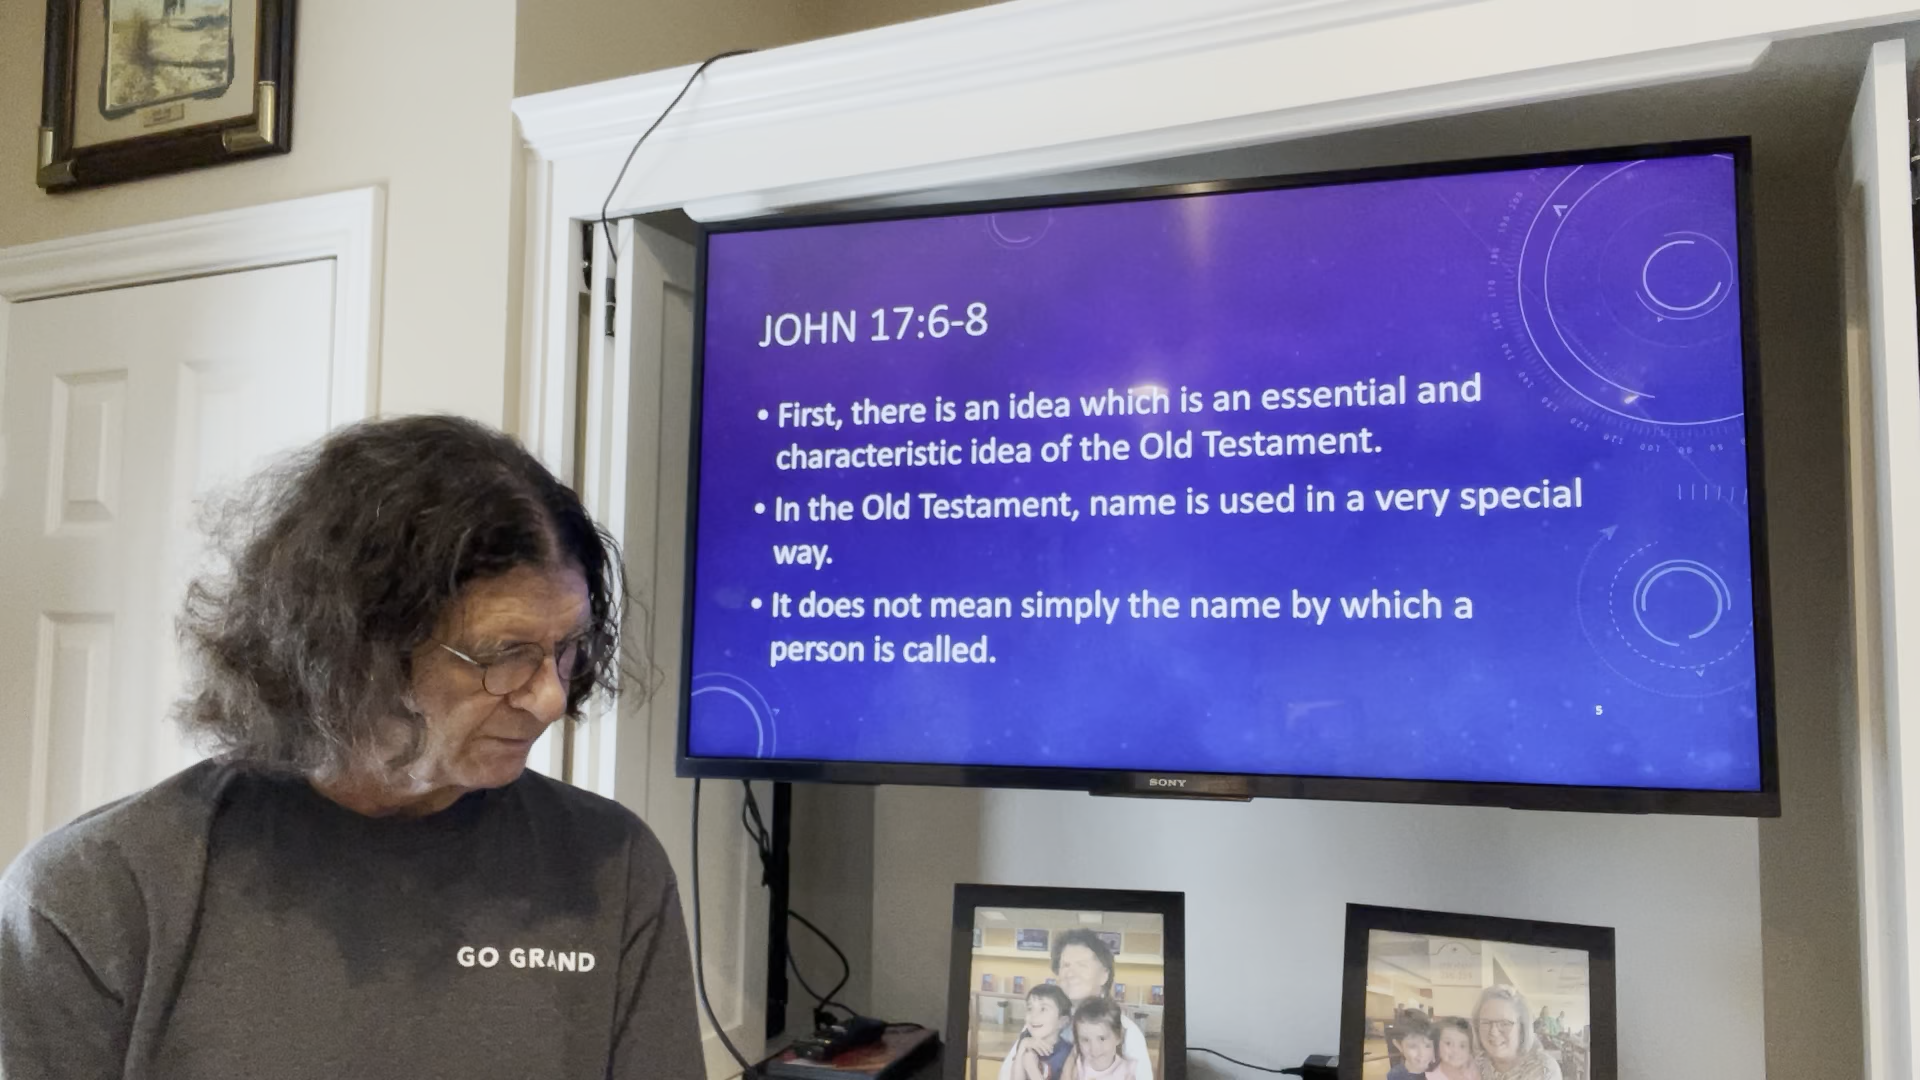 JOHN 17:6-8
• First, there is an idea which is an essential and
characteristic idea of the Old Testament.
• In the Old Testament, name is used in a very special
way.
• It does not mean simply the name by which a
person is called.
5
SONY
GO GRAND